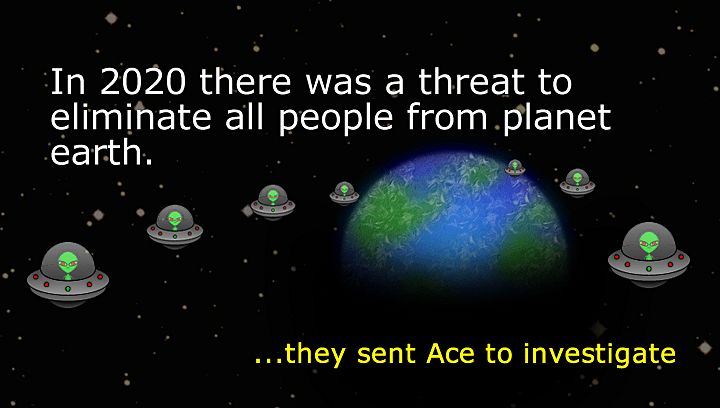 In 2020 there was a threat to
eliminate all people from planet
earth.
...they sent Ace to investigate